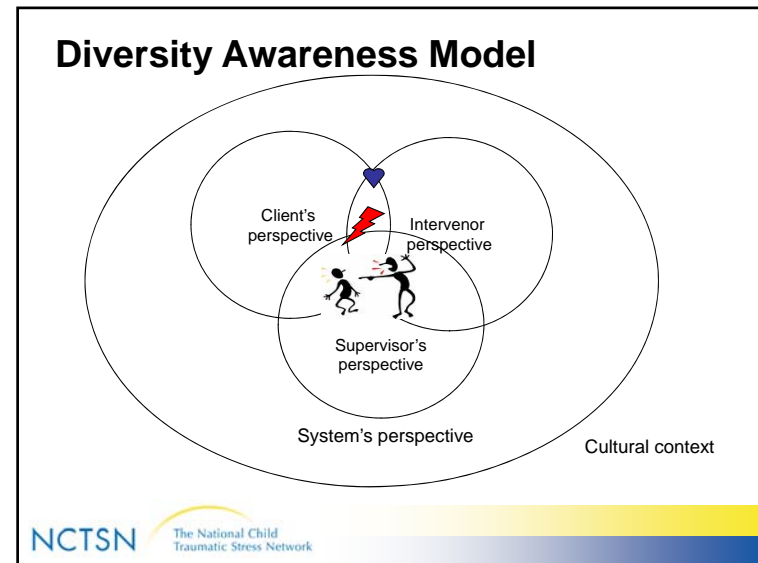 Diversity Awareness Model
Client's
perspective
Intervenor
perspective
Supervisor's
perspective
System's perspective
Cultural context
NCTSN
The National Child
Traumatic Stress Network